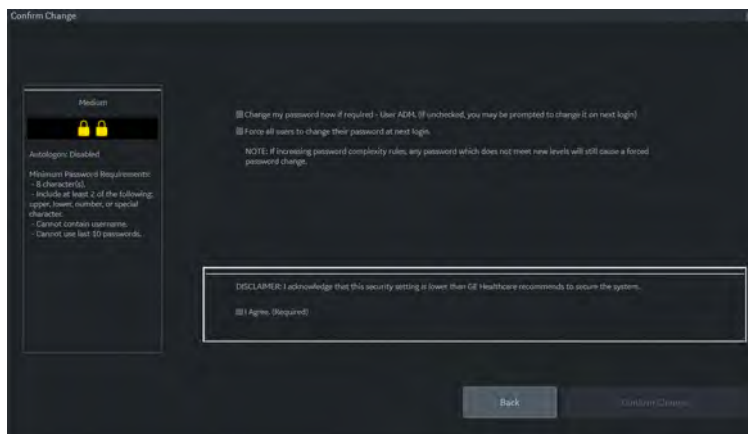 Confirm Change
Medium
Autologon: Disabled
Minimum Password Requirements:
- 8 character(s).
- Include at least 2 of the following:
upper, lower, number, or special
character.
- Cannot contain username.
- Cannot use last 10 passwords.
Change my password now if required - User ADM. (If unchecked, you may be prompted to change it on next login)
Force all users to change their password at next login.
NOTE: If increasing password complexity rules, any password which does not meet new levels will still cause a forced
password change.
DISCLAIMER: I acknowledge that this security setting is lower than GE Healthcare recommends to secure the system.
I Agree. (Required)
Back
Confirm Change